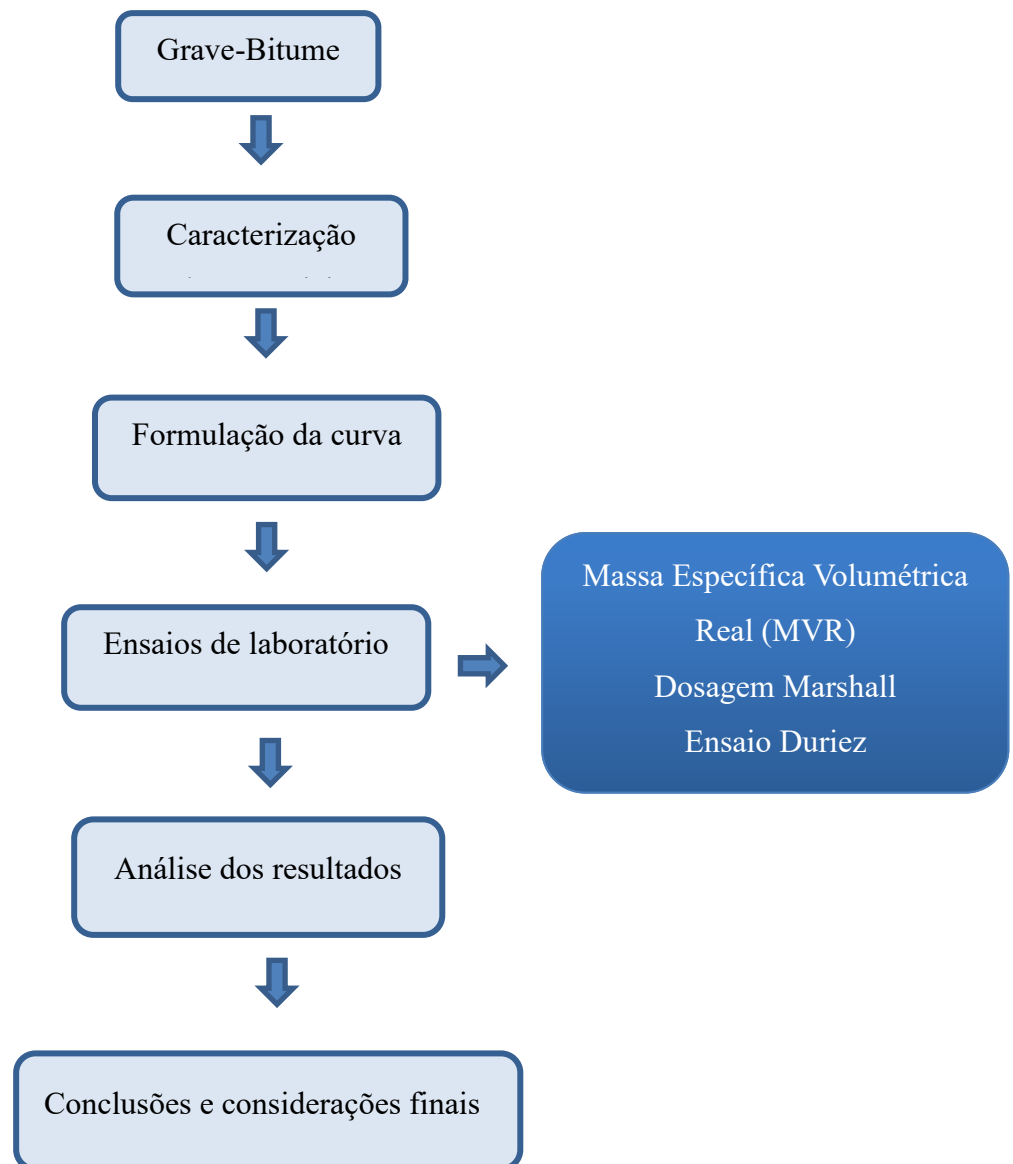 Grave-Bitume
Caracterização
Formulação da curva
Ensaios de laboratório
Massa Específica Volumétrica
Real (MVR)
Dosagem Marshall
Ensaio Duriez
Análise dos resultados
Conclusões e considerações finais